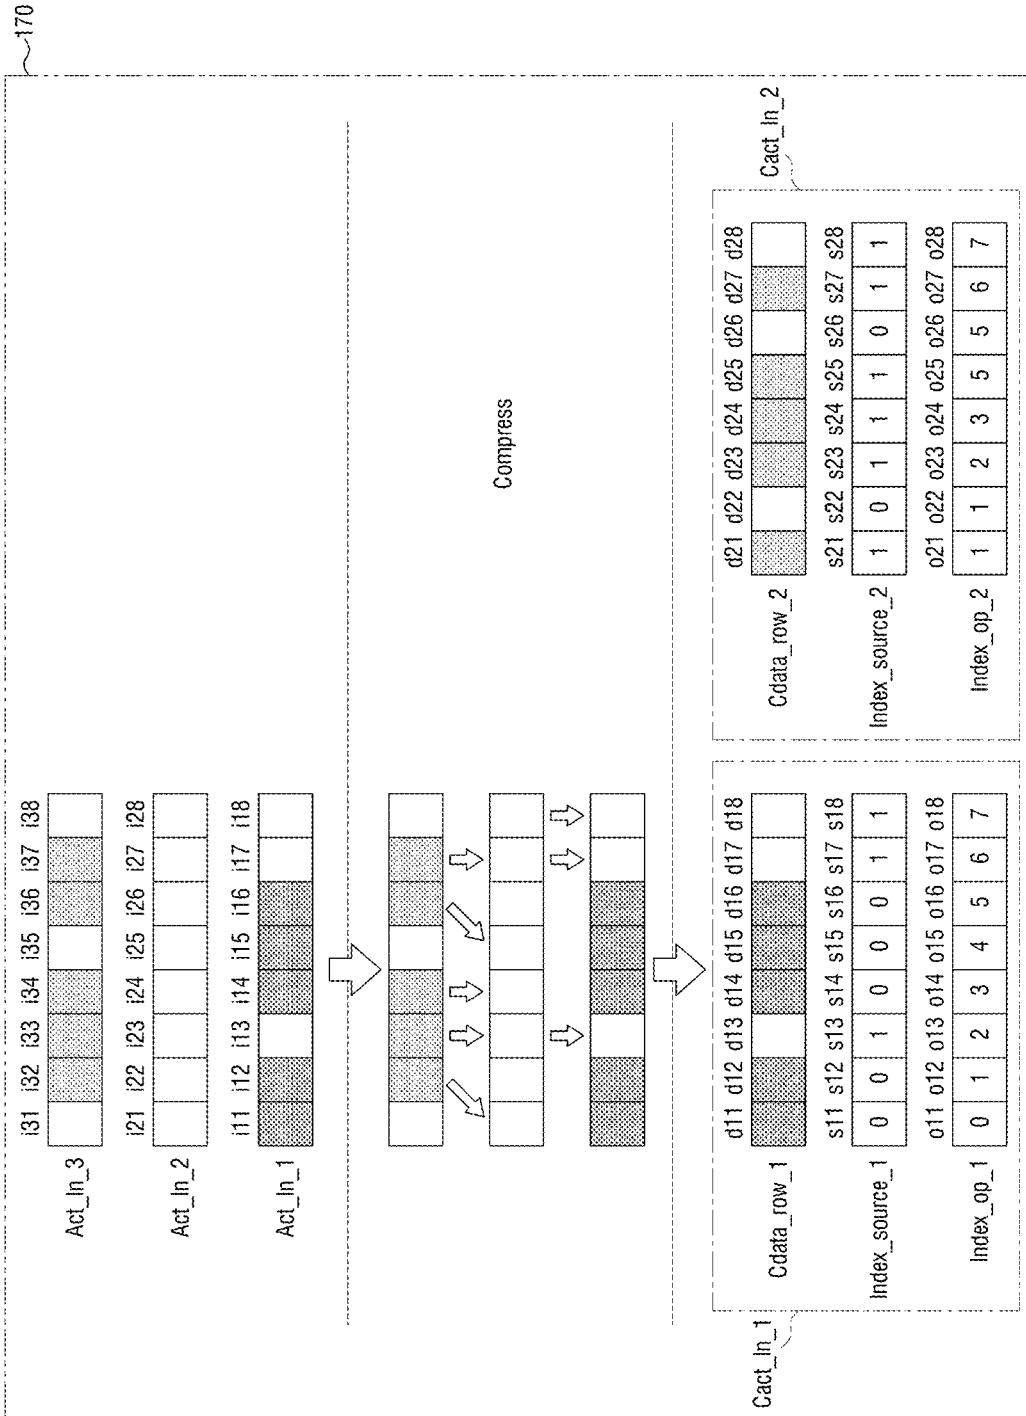 170
i31 i32 i33 i34 i35 i36 i37 i38
Act_In_3
i21 i22 i23 i24 i25 i26 i27 i28
Act_In_2
i11 i12 i13 i14 i15 i16 i17 i18
Act_In_1
Compress
Cact_In_1
d11 d12 d13 d14 d15 d16 d17 d18
Cdata_row_1
s11 s12 s13 s14 s15 s16 s17 s18
Index_source_1 0 0 1 0 0 0 1 1
o11 o12 o13 o14 o15 o16 o17 o18
Index_op_1 0 1 2 3 4 5 6 7
Cact_In_2
d21 d22 d23 d24 d25 d26 d27 d28
Cdata_row_2
s21 s22 s23 s24 s25 s26 s27 s28
Index_source_2 1 0 1 1 1 0 1 1
o21 o22 o23 o24 o25 o26 o27 o28
Index_op_2 1 1 2 3 5 5 6 7